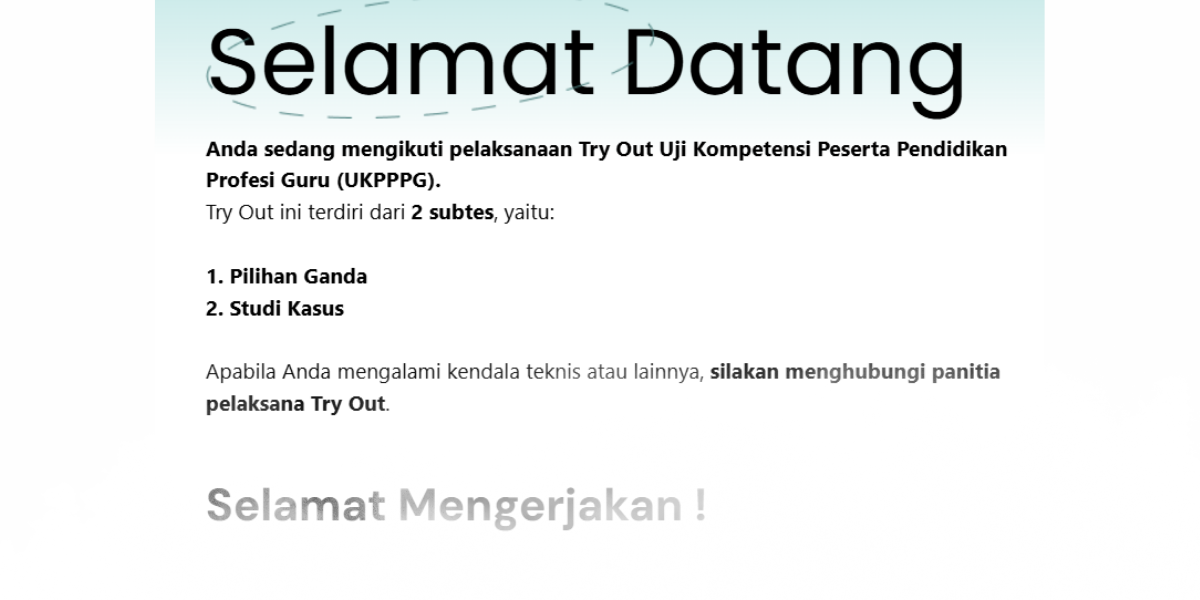 Selamat Datang
Anda sedang mengikuti pelaksanaan Try Out Uji Kompetensi Peserta Pendidikan
Profesi Guru (UKPPPG).
Try Out ini terdiri dari 2 subtes, yaitu:
1. Pilihan Ganda
2. Studi Kasus
Apabila Anda mengalami kendala teknis atau lainnya, silakan menghubungi panitia
pelaksana Try Out.
Selamat Mengerjakan !